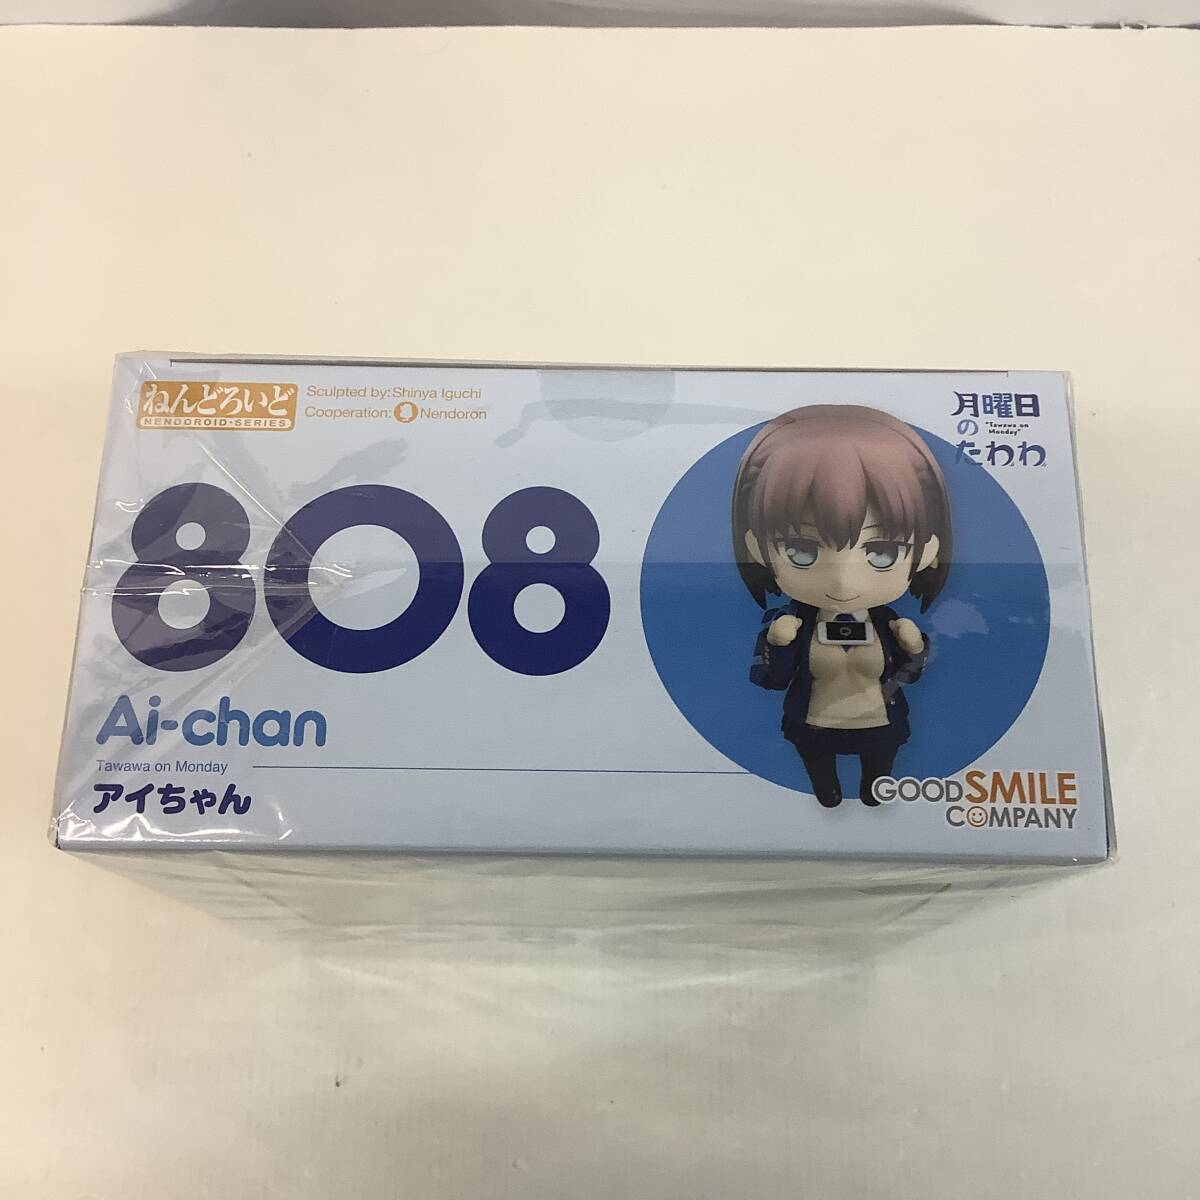 ねんどろいど
NENDOROID・SERIES
Sculpted by: Shinya Iguchi
Cooperation: Nendoron
月曜日
の
"Tawawa on
Monday"
たわわ
808
Ai-chan
Tawawa on Monday
アイちゃん
GOOD SMILE
COMPANY